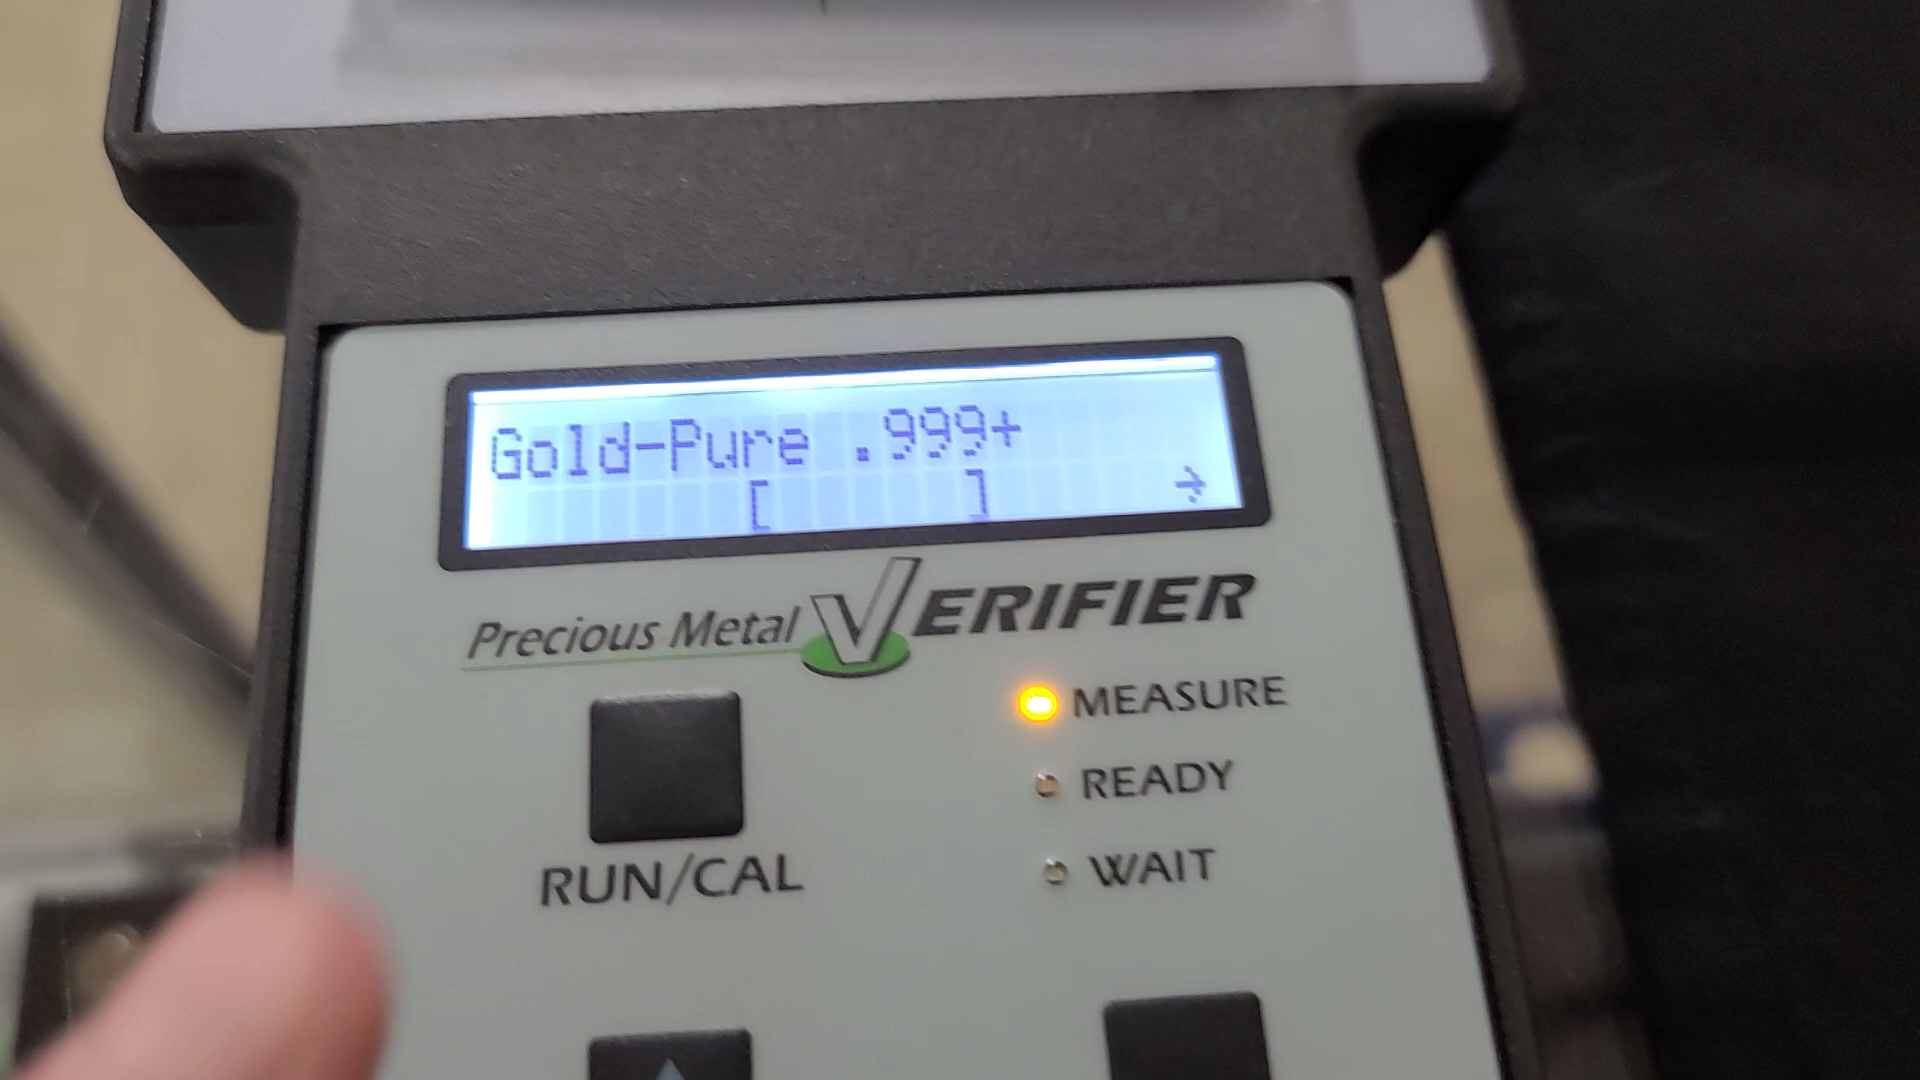 Gold-Pure .999+
[ ] →
Precious Metal VERIFIER
MEASURE
READY
WAIT
RUN/CAL